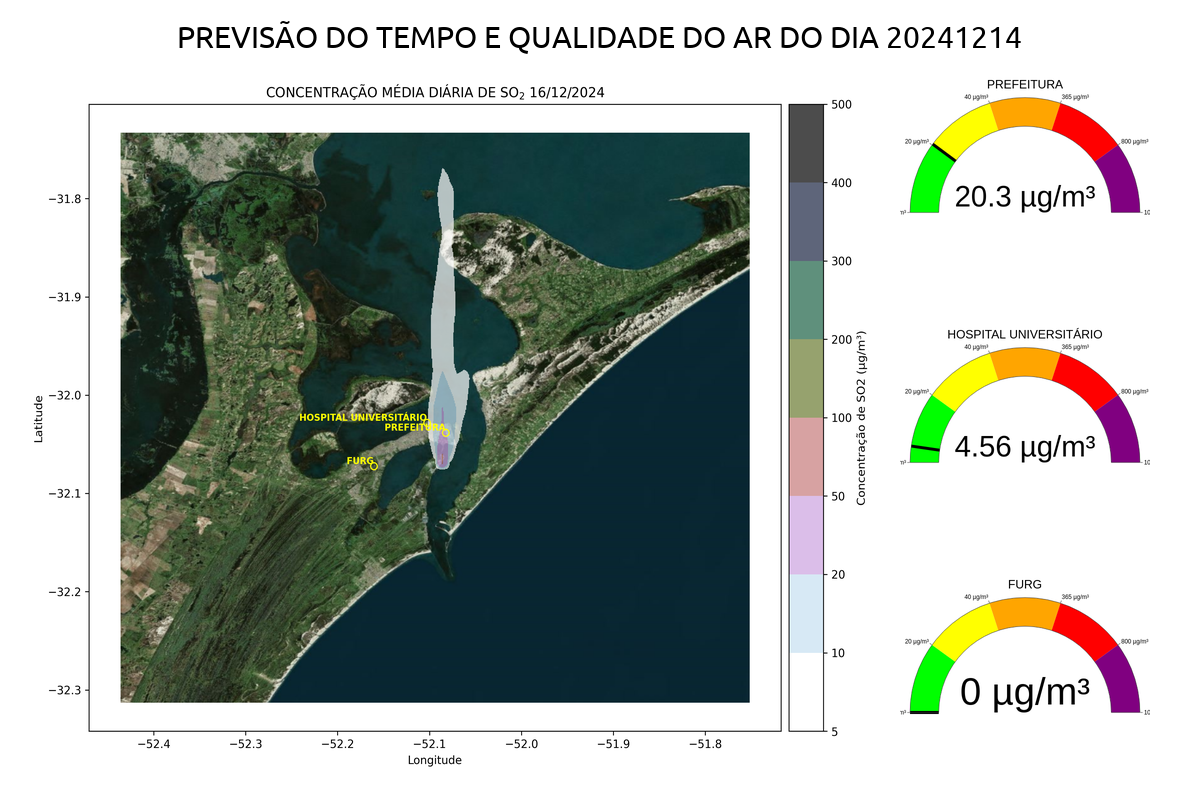 PREVISÃO DO TEMPO E QUALIDADE DO AR DO DIA 20241214
CONCENTRAÇÃO MÉDIA DIÁRIA DE SO₂ 16/12/2024
Latitude
−31.8
−31.9
−32.0
−32.1
−32.2
−32.3
HOSPITAL UNIVERSITÁRIO
PREFEITURA
FURG
−52.4
−52.3
−52.2
−52.1
−52.0
−51.9
−51.8
Longitude
500
400
300
200
100
50
20
10
5
Concentração de SO2 (µg/m³)
PREFEITURA
40 µg/m³
365 µg/m³
20 µg/m³
800 µg/m³
20.3 µg/m³
HOSPITAL UNIVERSITÁRIO
40 µg/m³
365 µg/m³
20 µg/m³
800 µg/m³
4.56 µg/m³
FURG
40 µg/m³
365 µg/m³
20 µg/m³
800 µg/m³
0 µg/m³